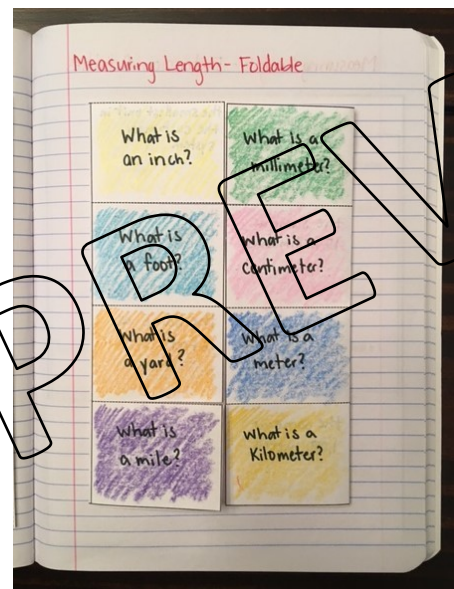 Measuring Length- Foldable
What is
an inch?
What is a
millimeter?
What is
a foot?
What is a
centimeter?
What is
a yard?
What is a
meter?
What is
a mile?
What is a
Kilometer?
PREV